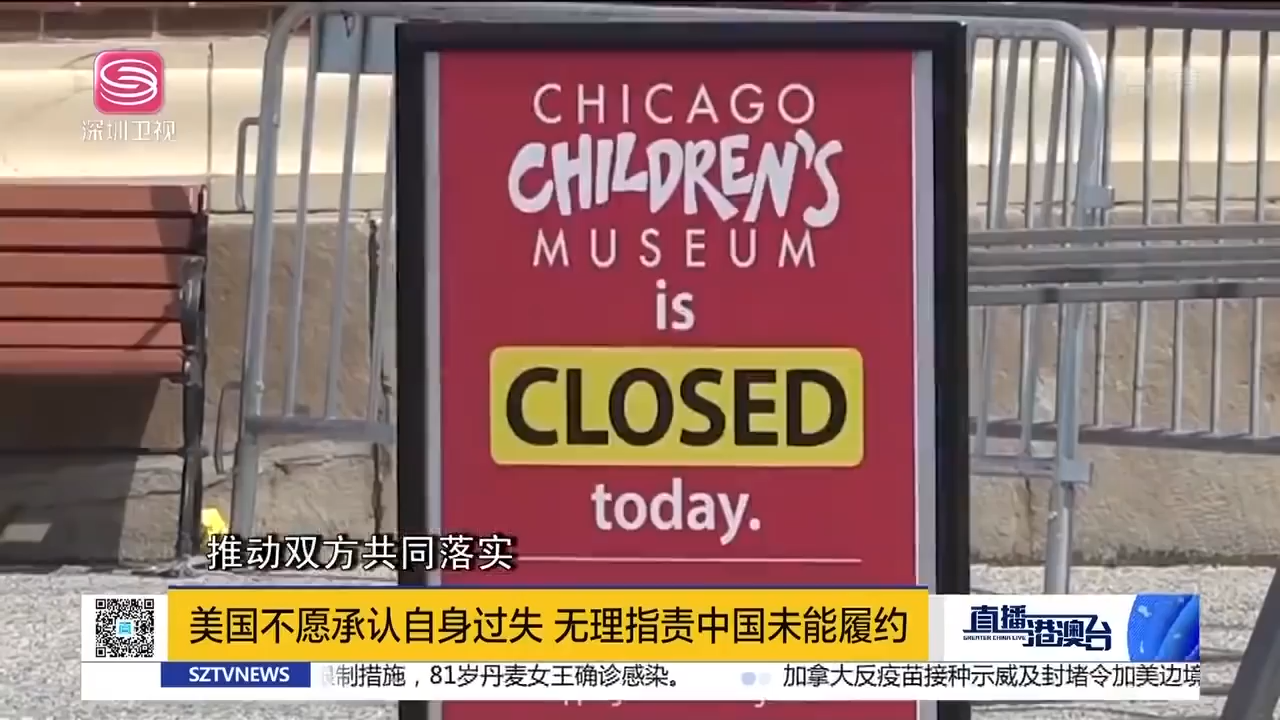 深圳卫视
CHICAGO
CHILDREN'S
MUSEUM
is
CLOSED
today.
推动双方共同落实
美国不愿承认自身过失 无理指责中国未能履约
直播港澳台
GREATER CHINA LIVE
SZTVNEWS
制措施，81岁丹麦女王确诊感染。 加拿大反疫苗接种示威及封堵令加美边境